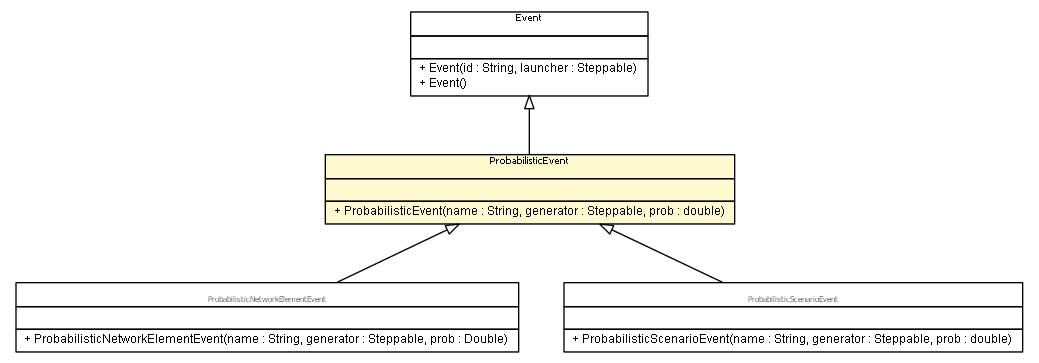 Event
+ Event(id : String, launcher : Steppable)
+ Event()
ProbabilisticEvent
+ ProbabilisticEvent(name : String, generator : Steppable, prob : double)
ProbabilisticNetworkElementEvent
+ ProbabilisticNetworkElementEvent(name : String, generator : Steppable, prob : Double)
ProbabilisticScenarioEvent
+ ProbabilisticScenarioEvent(name : String, generator : Steppable, prob : double)